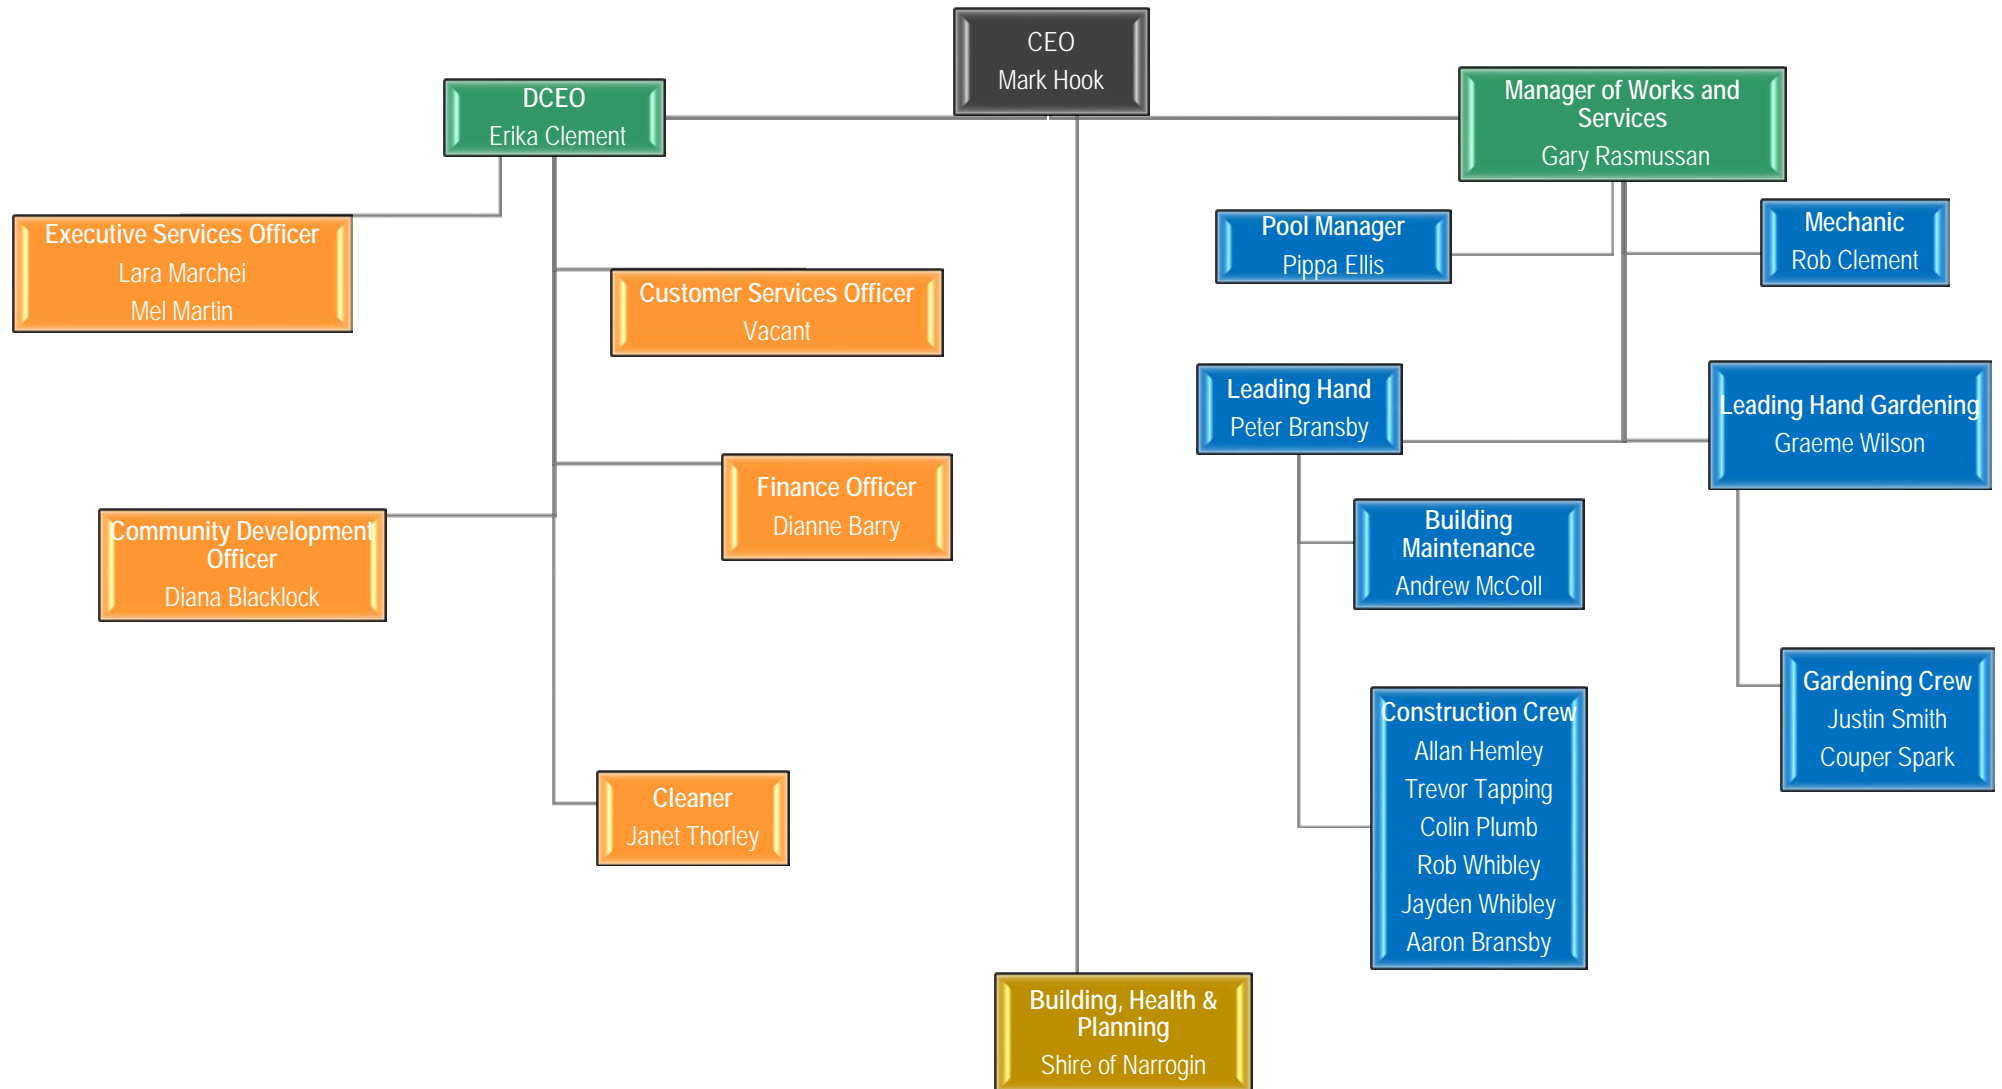 CEO
Mark Hook
DCEO
Erika Clement
Manager of Works and
Services
Gary Rasmussan
Executive Services Officer
Lara Marchei
Mel Martin
Customer Services Officer
Vacant
Pool Manager
Pippa Ellis
Mechanic
Rob Clement
Leading Hand
Peter Bransby
Leading Hand Gardening
Graeme Wilson
Finance Officer
Dianne Barry
Community Development
Officer
Diana Blacklock
Building
Maintenance
Andrew McColl
Cleaner
Janet Thorley
Construction Crew
Allan Hemley
Trevor Tapping
Colin Plumb
Rob Whibley
Jayden Whibley
Aaron Bransby
Gardening Crew
Justin Smith
Couper Spark
Building, Health &
Planning
Shire of Narrogin